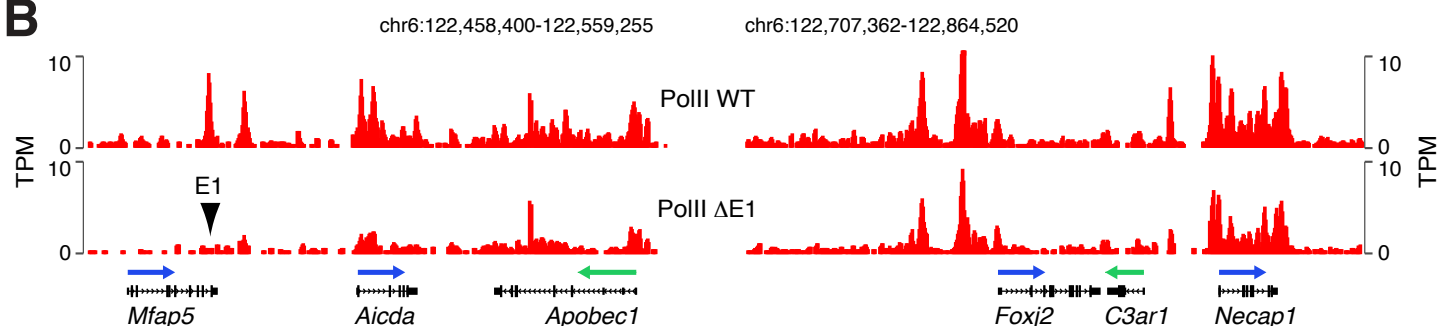 B
chr6:122,458,400-122,559,255 chr6:122,707,362-122,864,520
10 10
PolII WT
0 0
TPM TPM
10 10
E1
PolII ΔE1
0 0
Mfap5 Aicda Apobec1 Foxj2 C3ar1 Necap1